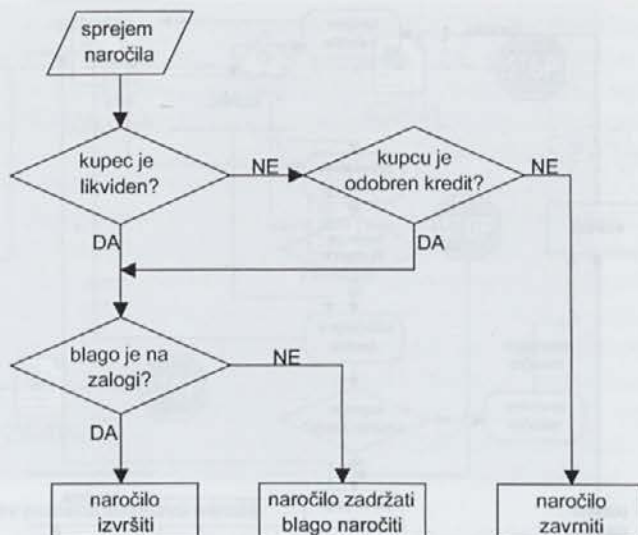 sprejem
naročila
kupec je
likviden?
NE
kupcu je
odobren kredit?
NE
DA
DA
blago je na
zalogi?
NE
DA
naročilo
izvršiti
naročilo zadržati
blago naročiti
naročilo
zavrniti